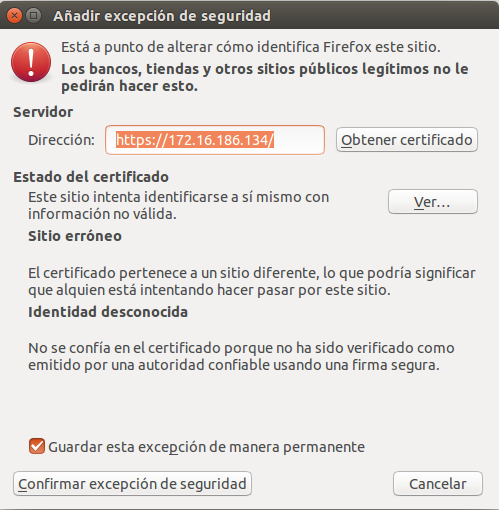 Añadir excepción de seguridad
Está a punto de alterar cómo identifica Firefox este sitio.
Los bancos, tiendas y otros sitios públicos legítimos no le
pedirán hacer esto.
Servidor
Dirección: https://172.16.186.134/ Obtener certificado
Estado del certificado
Este sitio intenta identificarse a sí mismo con
información no válida.
Ver...
Sitio erróneo
El certificado pertenece a un sitio diferente, lo que podría significar
que alguien está intentando hacer pasar por este sitio.
Identidad desconocida
No se confía en el certificado porque no ha sido verificado como
emitido por una autoridad confiable usando una firma segura.
Guardar esta excepción de manera permanente
Confirmar excepción de seguridad Cancelar